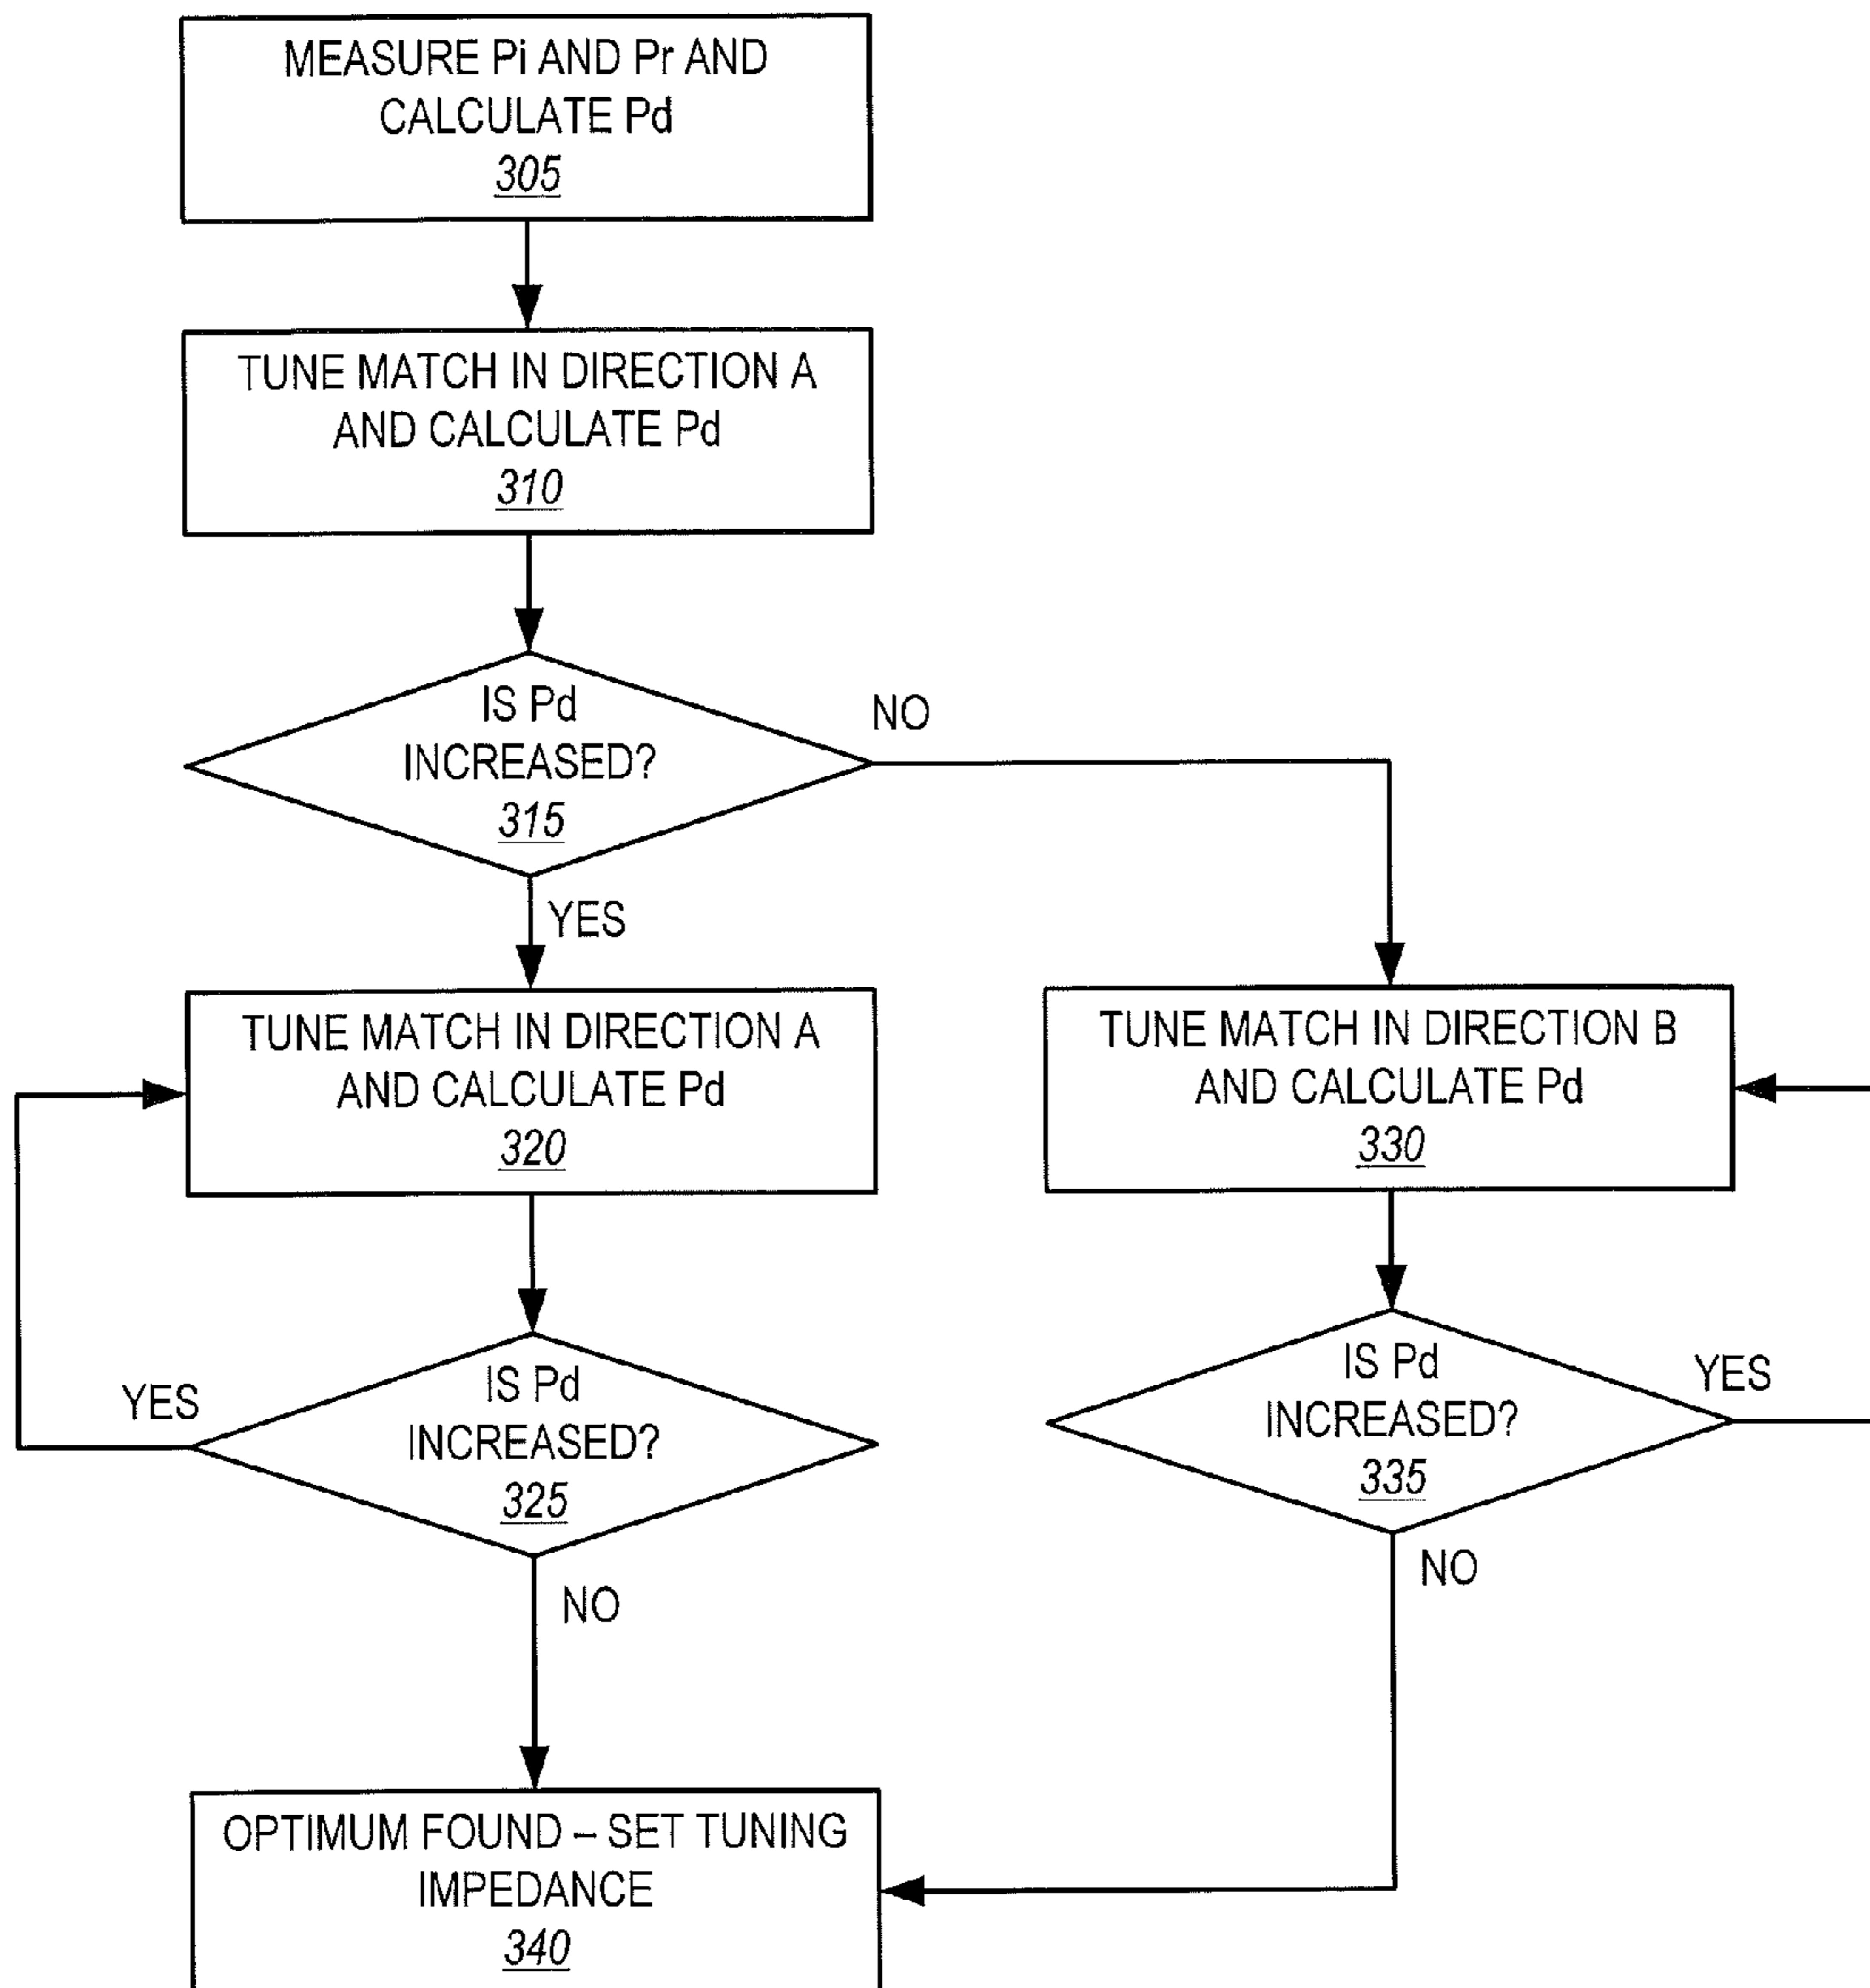 MEASURE Pi AND Pr AND
CALCULATE Pd
305
TUNE MATCH IN DIRECTION A
AND CALCULATE Pd
310
IS Pd
INCREASED?
315
NO
YES
TUNE MATCH IN DIRECTION A
AND CALCULATE Pd
320
TUNE MATCH IN DIRECTION B
AND CALCULATE Pd
330
YES
IS Pd
INCREASED?
325
NO
IS Pd
INCREASED?
335
YES
NO
OPTIMUM FOUND – SET TUNING
IMPEDANCE
340